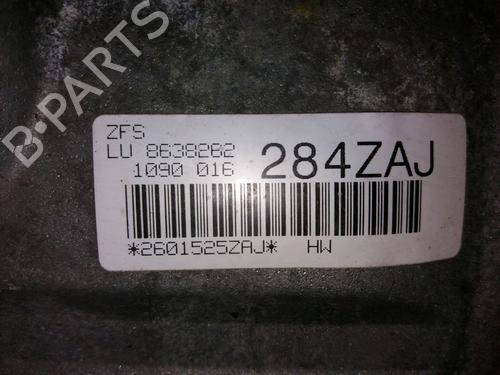 B-PARTS
ZFS
LU 8638262
1090 016
284ZAJ
*2601525ZAJ* HW